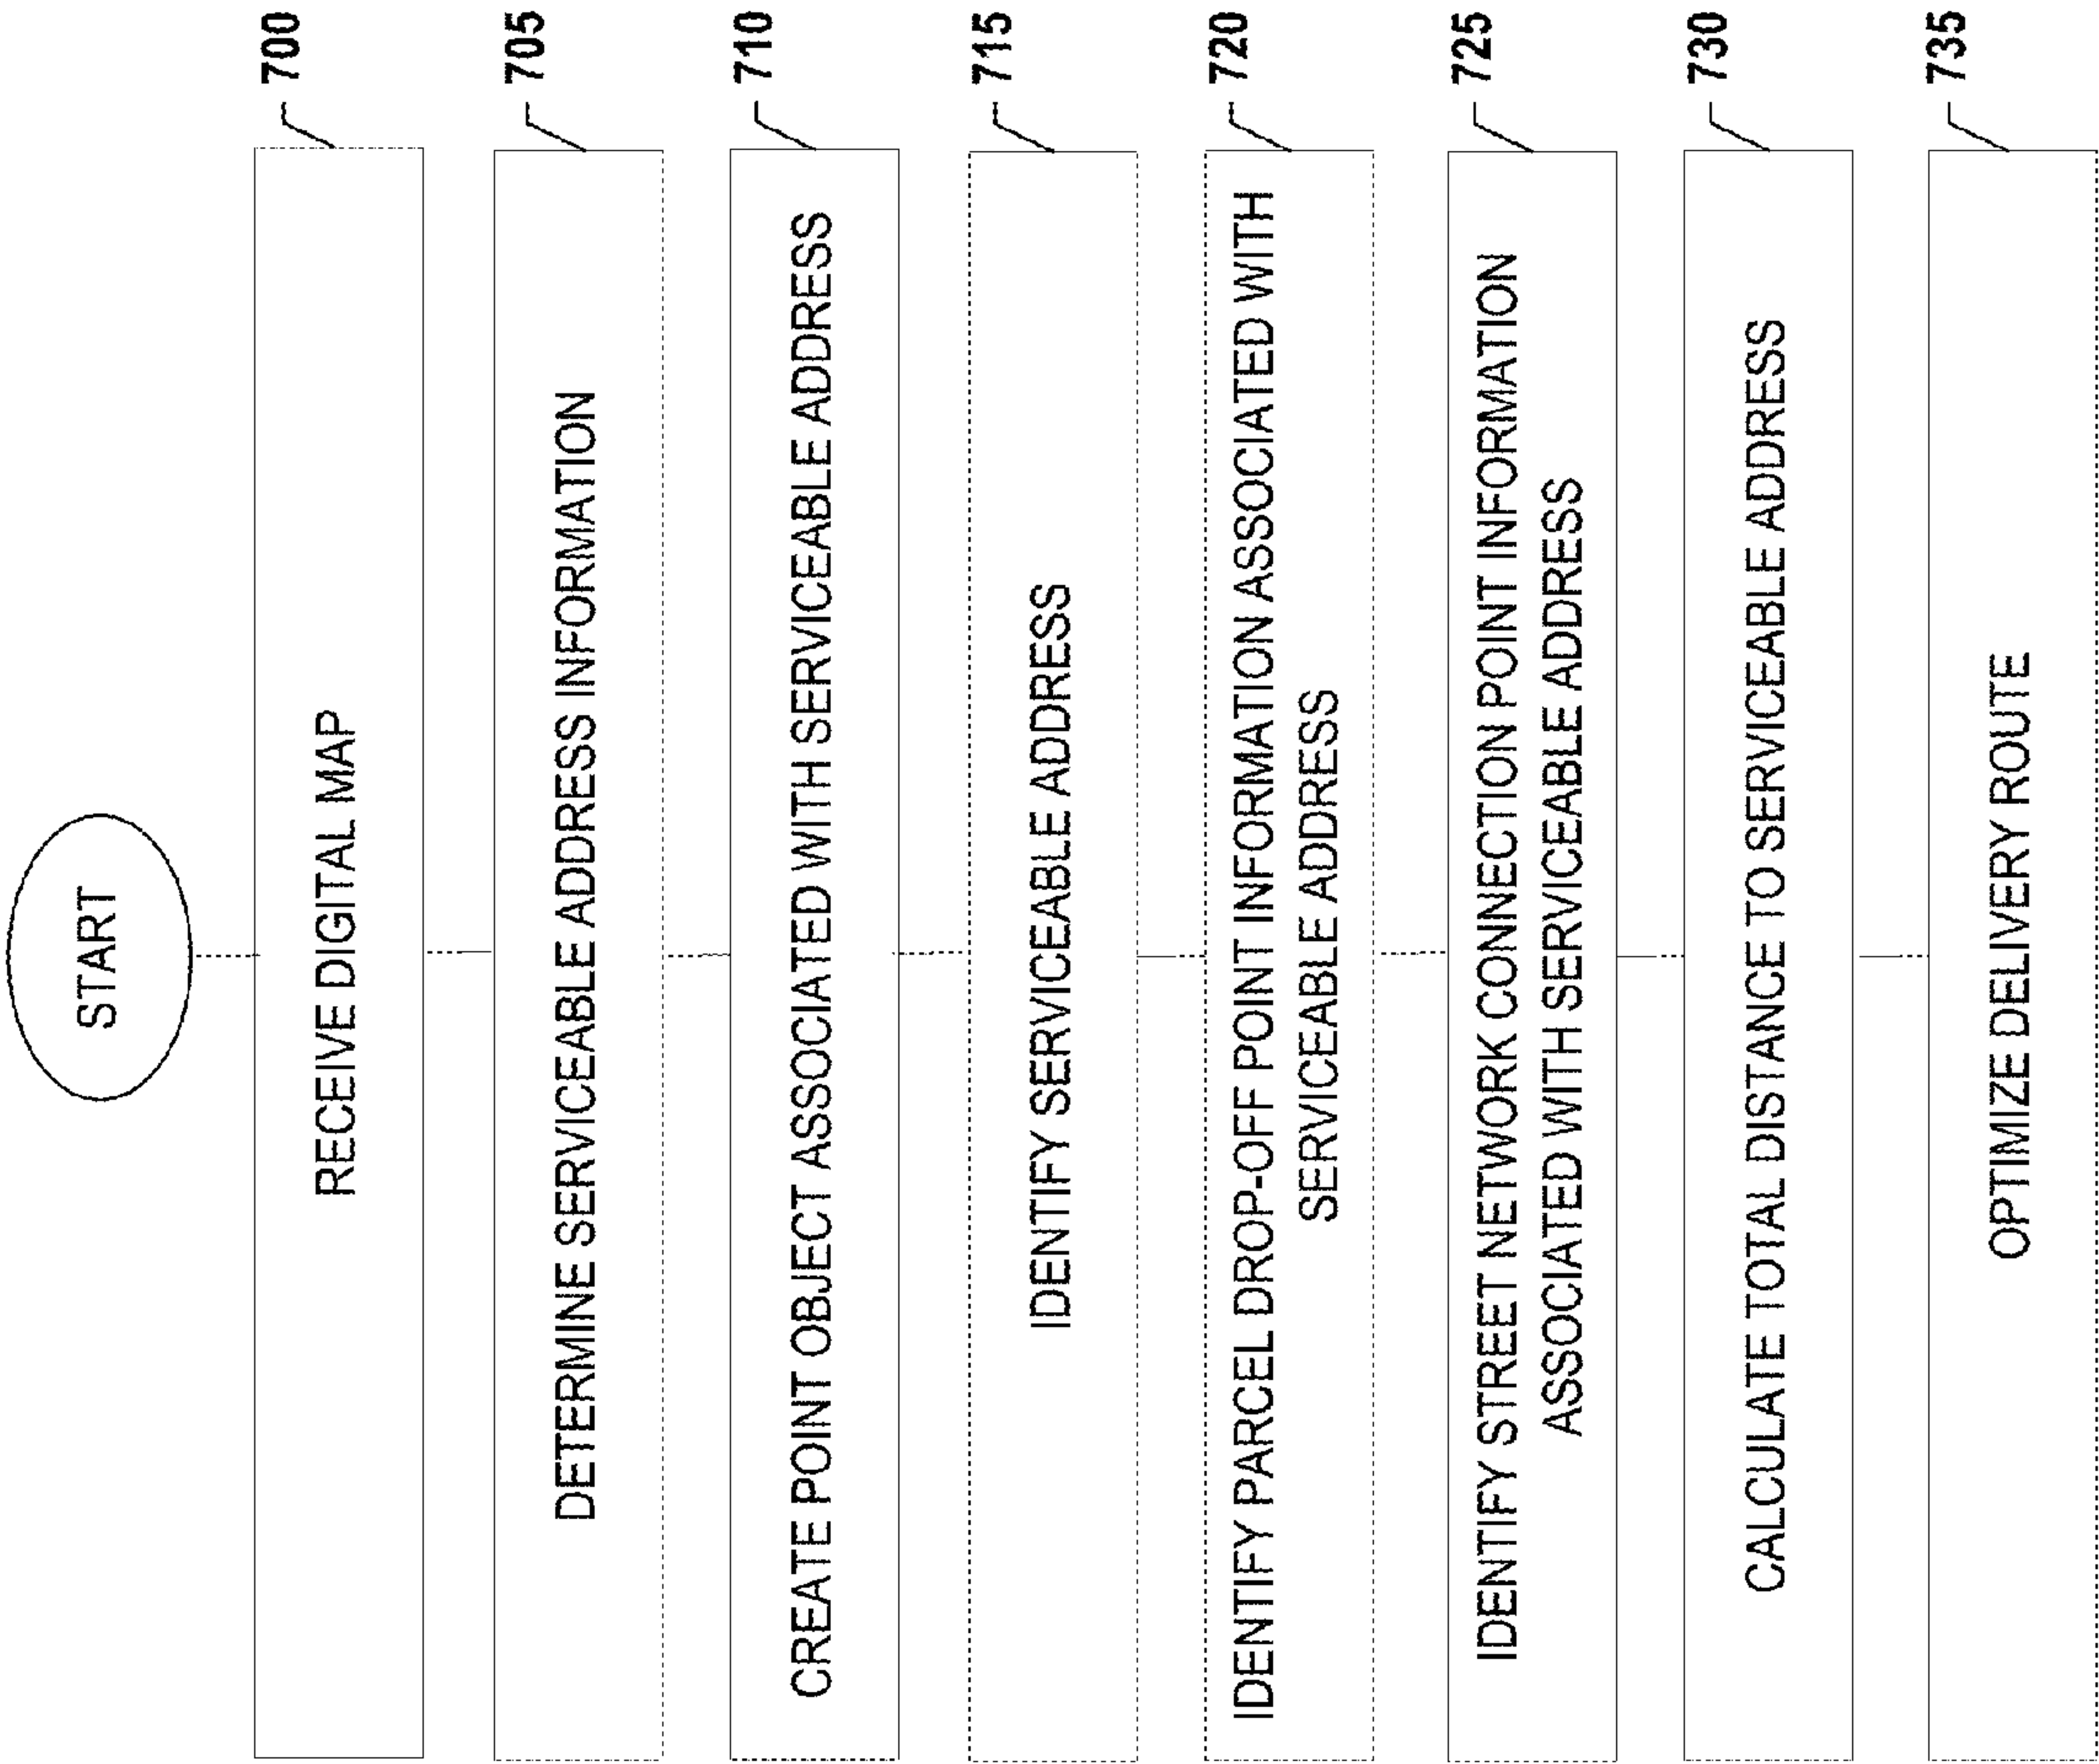 START
RECEIVE DIGITAL MAP
700
DETERMINE SERVICEABLE ADDRESS INFORMATION
705
CREATE POINT OBJECT ASSOCIATED WITH SERVICEABLE ADDRESS
710
IDENTIFY SERVICEABLE ADDRESS
715
IDENTIFY PARCEL DROP-OFF POINT INFORMATION ASSOCIATED WITH
SERVICEABLE ADDRESS
720
IDENTIFY STREET NETWORK CONNECTION POINT INFORMATION
ASSOCIATED WITH SERVICEABLE ADDRESS
725
CALCULATE TOTAL DISTANCE TO SERVICEABLE ADDRESS
730
OPTIMIZE DELIVERY ROUTE
735